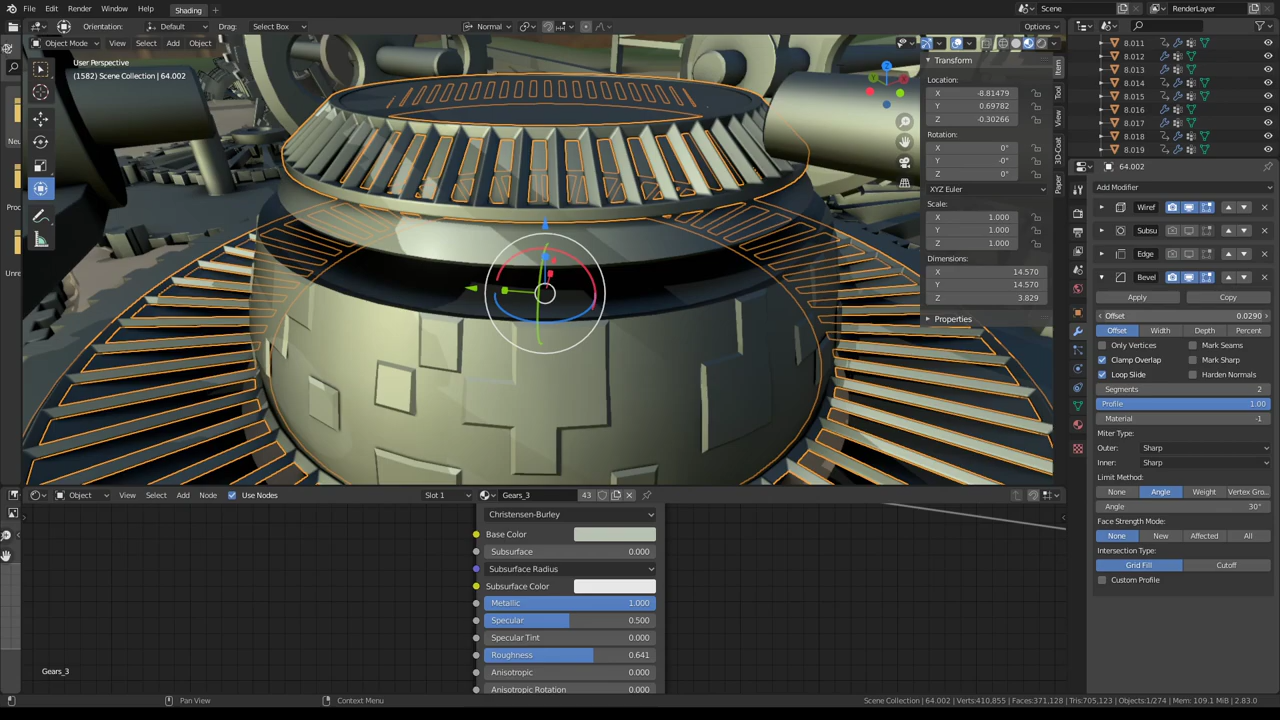 File Edit Render Window Help Shading + Scene RenderLayer
Orientation: Default Drag: Select Box Normal Options
Object Mode View Select Add Object
User Perspective
(1582) Scene Collection | 64.002
Transform
Location:
X -8.81479
Y 0.69782
Z -0.30266
Rotation:
X 0°
Y -0°
Z 0°
XYZ Euler
Scale:
X 1.000
Y 1.000
Z 1.000
Dimensions:
X 14.570
Y 14.570
Z 3.829
Properties
Item
Tool
View
3D-Coat
Paper
8.011
8.012
8.013
8.014
8.015
8.016
8.017
8.018
8.019
64.002
Add Modifier
Wiref
Subsu
Edge
Bevel
Apply Copy
Offset 0.0290
Offset Width Depth Percent
Only Vertices Mark Seams
Clamp Overlap Mark Sharp
Loop Slide Harden Normals
Segments 2
Profile 1.00
Material -1
Miter Type:
Outer: Sharp
Inner: Sharp
Limit Method:
None Angle Weight Vertex Gro...
Angle 30°
Face Strength Mode:
None New Affected All
Intersection Type:
Grid Fill Cutoff
Custom Profile
Object View Select Add Node Use Nodes Slot 1 Gears_3 43
Christensen-Burley
Base Color
Subsurface 0.000
Subsurface Radius
Subsurface Color
Metallic 1.000
Specular 0.500
Specular Tint 0.000
Roughness 0.641
Anisotropic 0.000
Anisotropic Rotation 0.000
Gears_3
Pan View Context Menu Scene Collection | 64.002 | Verts:410,855 | Faces:371,128 | Tris:705,123 | Objects:1/274 | Mem: 109.1 MiB | 2.83.0